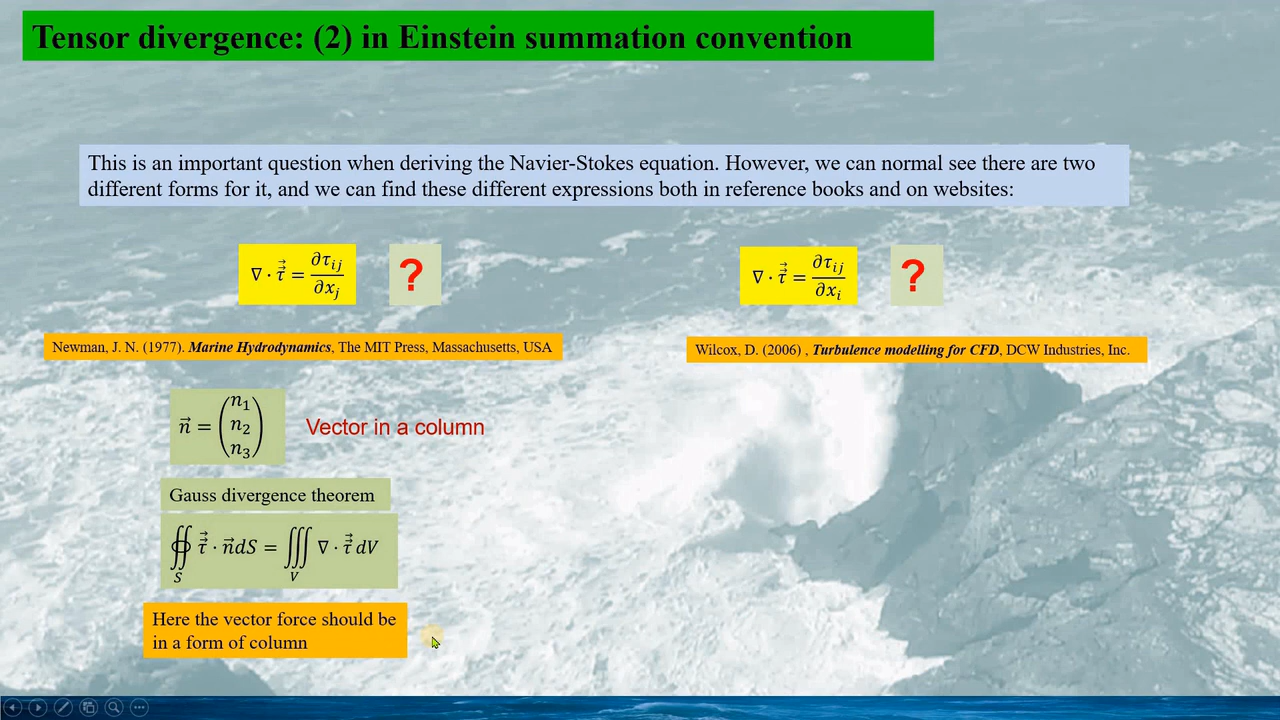 Tensor divergence: (2) in Einstein summation convention
This is an important question when deriving the Navier-Stokes equation. However, we can normal see there are two
different forms for it, and we can find these different expressions both in reference books and on websites:
∇ · τ⃗⃗ = ∂τᵢⱼ/∂xⱼ ?
∇ · τ⃗⃗ = ∂τᵢⱼ/∂xᵢ ?
Newman, J. N. (1977). Marine Hydrodynamics, The MIT Press, Massachusetts, USA
Wilcox, D. (2006) , Turbulence modelling for CFD, DCW Industries, Inc.
n⃗ = (n₁ n₂ n₃)
Vector in a column
Gauss divergence theorem
∯_S τ⃗⃗ · n⃗dS = ∭_V ∇ · τ⃗⃗ dV
Here the vector force should be
in a form of column